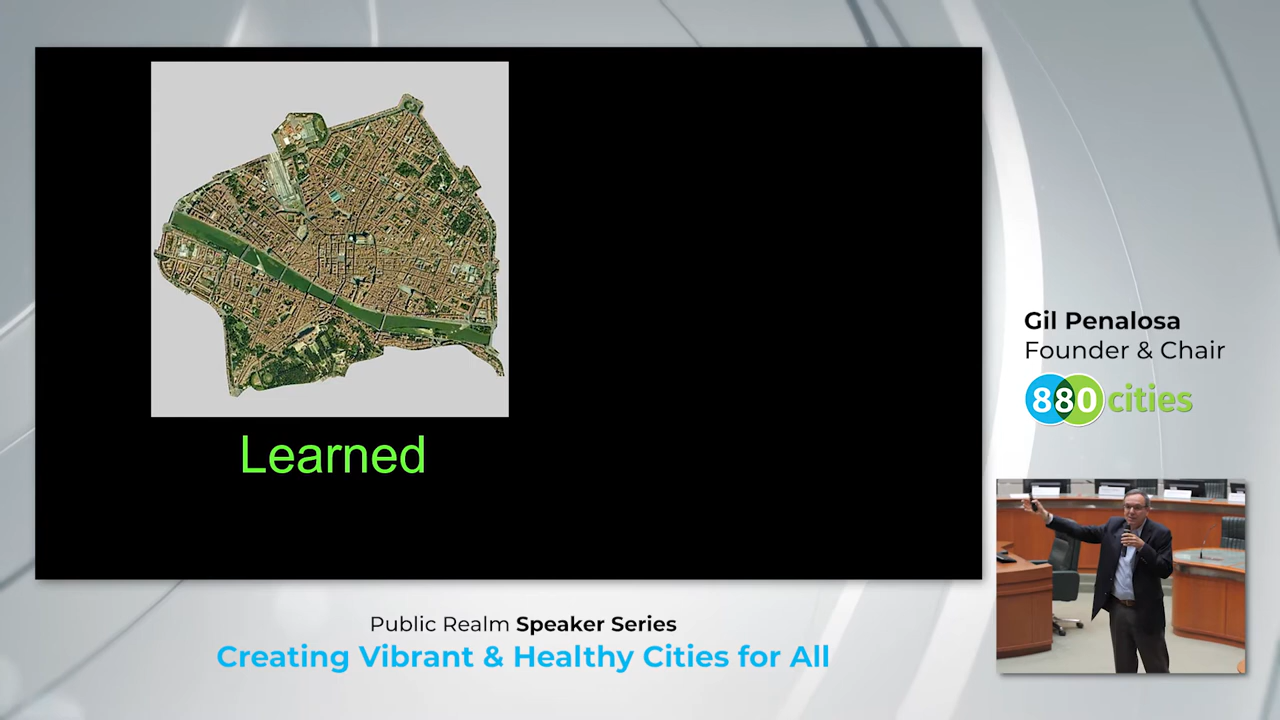 Learned
Gil Penalosa
Founder & Chair
880 cities
Public Realm Speaker Series
Creating Vibrant & Healthy Cities for All